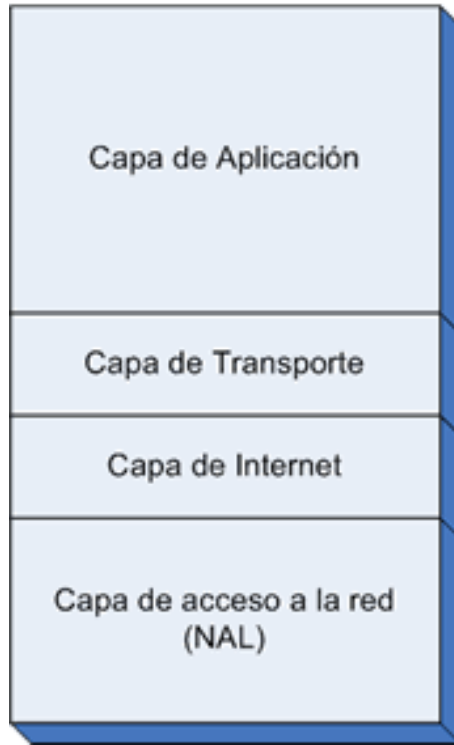 Capa de Aplicación
Capa de Transporte
Capa de Internet
Capa de acceso a la red
(NAL)